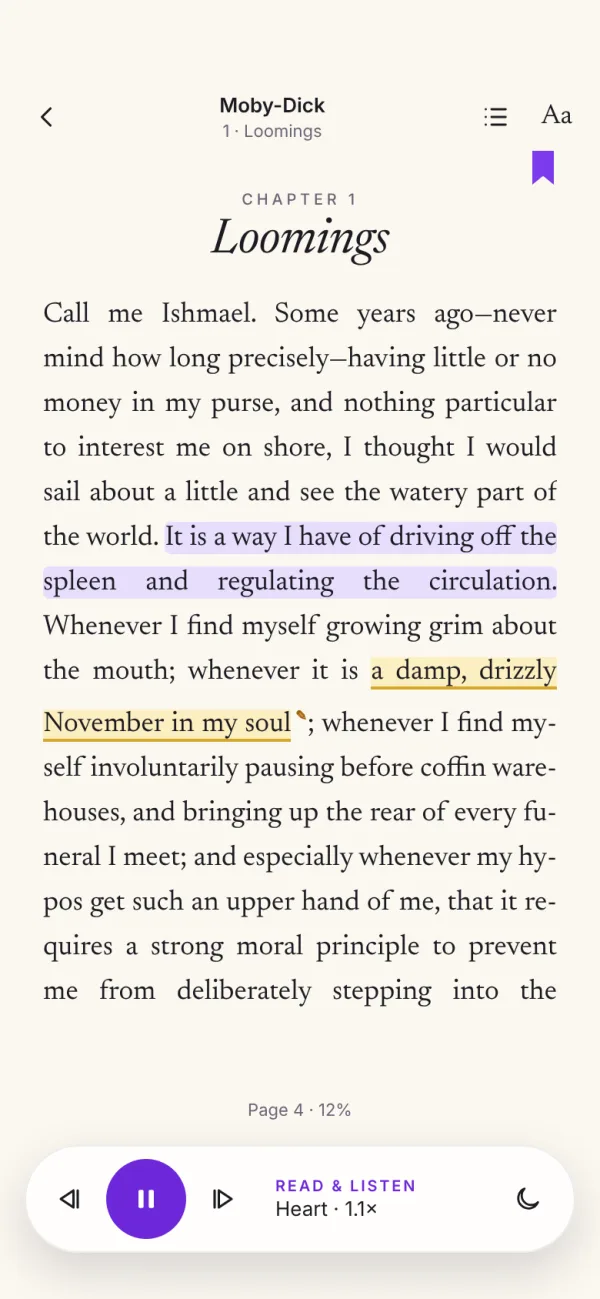 Moby-Dick
1 · Loomings
Aa
CHAPTER 1
Loomings
Call me Ishmael. Some years ago—never
mind how long precisely—having little or no
money in my purse, and nothing particular
to interest me on shore, I thought I would
sail about a little and see the watery part of
the world. It is a way I have of driving off the
spleen and regulating the circulation.
Whenever I find myself growing grim about
the mouth; whenever it is a damp, drizzly
November in my soul; whenever I find my-
self involuntarily pausing before coffin ware-
houses, and bringing up the rear of every fu-
neral I meet; and especially whenever my hy-
pos get such an upper hand of me, that it re-
quires a strong moral principle to prevent
me from deliberately stepping into the
Page 4 · 12%
READ & LISTEN
Heart · 1.1×